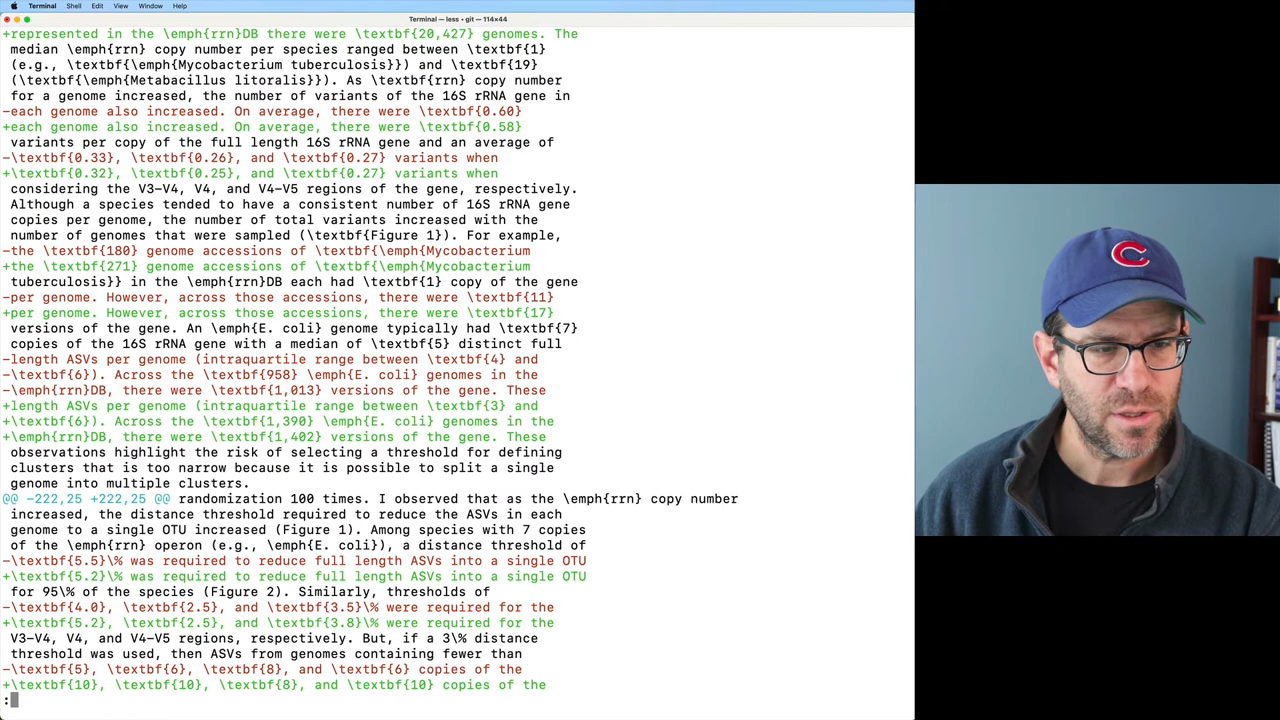 Terminal Shell Edit View Window Help
Terminal — less • git — 114×44
+represented in the \emph{rrn}DB there were \textbf{20,427} genomes. The
median \emph{rrn} copy number per species ranged between \textbf{1}
(e.g., \textbf{\emph{Mycobacterium tuberculosis}}) and \textbf{19}
(\textbf{\emph{Metabacillus litoralis}}). As \textbf{rrn} copy number
for a genome increased, the number of variants of the 16S rRNA gene in
-each genome also increased. On average, there were \textbf{0.60}
+each genome also increased. On average, there were \textbf{0.58}
variants per copy of the full length 16S rRNA gene and an average of
-\textbf{0.33}, \textbf{0.26}, and \textbf{0.27} variants when
+\textbf{0.32}, \textbf{0.25}, and \textbf{0.27} variants when
considering the V3-V4, V4, and V4-V5 regions of the gene, respectively.
Although a species tended to have a consistent number of 16S rRNA gene
copies per genome, the number of total variants increased with the
number of genomes that were sampled (\textbf{Figure 1}). For example,
-the \textbf{180} genome accessions of \textbf{\emph{Mycobacterium
+the \textbf{271} genome accessions of \textbf{\emph{Mycobacterium
tuberculosis}} in the \emph{rrn}DB each had \textbf{1} copy of the gene
-per genome. However, across those accessions, there were \textbf{11}
+per genome. However, across those accessions, there were \textbf{17}
versions of the gene. An \emph{E. coli} genome typically had \textbf{7}
copies of the 16S rRNA gene with a median of \textbf{5} distinct full
-length ASVs per genome (intraquartile range between \textbf{4} and
-\textbf{6}). Across the \textbf{958} \emph{E. coli} genomes in the
-\emph{rrn}DB, there were \textbf{1,013} versions of the gene. These
+length ASVs per genome (intraquartile range between \textbf{3} and
+\textbf{6}). Across the \textbf{1,390} \emph{E. coli} genomes in the
+\emph{rrn}DB, there were \textbf{1,402} versions of the gene. These
observations highlight the risk of selecting a threshold for defining
clusters that is too narrow because it is possible to split a single
genome into multiple clusters.
@@ -222,25 +222,25 @@ randomization 100 times. I observed that as the \emph{rrn} copy number
increased, the distance threshold required to reduce the ASVs in each
genome to a single OTU increased (Figure 1). Among species with 7 copies
of the \emph{rrn} operon (e.g., \emph{E. coli}), a distance threshold of
-\textbf{5.5}\% was required to reduce full length ASVs into a single OTU
+\textbf{5.2}\% was required to reduce full length ASVs into a single OTU
for 95\% of the species (Figure 2). Similarly, thresholds of
-\textbf{4.0}, \textbf{2.5}, and \textbf{3.5}\% were required for the
+\textbf{5.2}, \textbf{2.5}, and \textbf{3.8}\% were required for the
V3-V4, V4, and V4-V5 regions, respectively. But, if a 3\% distance
threshold was used, then ASVs from genomes containing fewer than
-\textbf{5}, \textbf{6}, \textbf{8}, and \textbf{6} copies of the
+\textbf{10}, \textbf{10}, \textbf{8}, and \textbf{10} copies of the
: